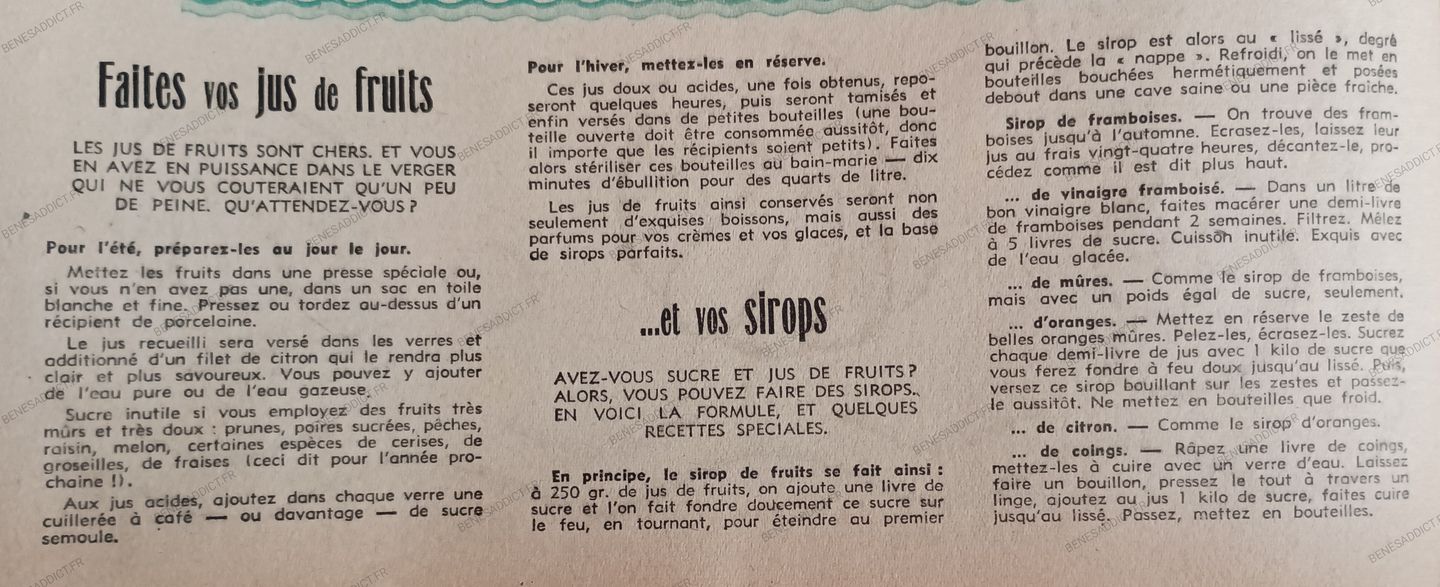 Faites vos jus de fruits
LES JUS DE FRUITS SONT CHERS. ET VOUS
EN AVEZ EN PUISSANCE DANS LE VERGER
QUI NE VOUS COUTERAIENT QU'UN PEU
DE PEINE. QU'ATTENDEZ-VOUS ?
Pour l'été, préparez-les au jour le jour.
Mettez les fruits dans une presse spéciale ou,
si vous n'en avez pas une, dans un sac en toile
blanche et fine. Pressez ou tordez au-dessus d'un
récipient de porcelaine.
Le jus recueilli sera versé dans les verres et
additionné d'un filet de citron qui le rendra plus
clair et plus savoureux. Vous pouvez y ajouter
de l'eau pure ou de l'eau gazeuse.
Sucre inutile si vous employez des fruits très
mûrs et très doux : prunes, poires sucrées, pêches,
raisin, melon, certaines espèces de cerises, de
groseilles, de fraises (ceci dit pour l'année pro-
chaine !).
Aux jus acides, ajoutez dans chaque verre une
cuillerée à café — ou davantage — de sucre
semoule.
Pour l'hiver, mettez-les en réserve.
Ces jus doux ou acides, une fois obtenus, repo-
seront quelques heures, puis seront tamisés et
enfin versés dans de petites bouteilles (une bou-
teille ouverte doit être consommée aussitôt, donc
il importe que les récipients soient petits). Faites
alors stériliser ces bouteilles au bain-marie — dix
minutes d'ébullition pour des quarts de litre.
Les jus de fruits ainsi conservés seront non
seulement d'exquises boissons, mais aussi des
parfums pour vos crèmes et vos glaces, et la base
de sirops parfaits.
...et vos sirops
AVEZ-VOUS SUCRE ET JUS DE FRUITS ?
ALORS, VOUS POUVEZ FAIRE DES SIROPS.
EN VOICI LA FORMULE, ET QUELQUES
RECETTES SPECIALES.
En principe, le sirop de fruits se fait ainsi :
à 250 gr. de jus de fruits, on ajoute une livre de
sucre et l'on fait fondre doucement ce sucre sur
le feu, en tournant, pour éteindre au premier
bouillon. Le sirop est alors au « lissé », degré
qui précède la « nappe ». Refroidi, on le met en
bouteilles bouchées hermétiquement et posées
debout dans une cave saine ou une pièce fraîche.
Sirop de framboises. — On trouve des fram-
boises jusqu'à l'automne. Ecrasez-les, laissez leur
jus au frais vingt-quatre heures, décantez-le, pro-
cédez comme il est dit plus haut.
... de vinaigre framboisé. — Dans un litre de
bon vinaigre blanc, faites macérer une demi-livre
de framboises pendant 2 semaines. Filtrez. Mêlez
à 5 livres de sucre. Cuisson inutile. Exquis avec
de l'eau glacée.
... de mûres. — Comme le sirop de framboises,
mais avec un poids égal de sucre, seulement.
... d'oranges. — Mettez en réserve le zeste de
belles oranges mûres. Pelez-les, écrasez-les. Sucrez
chaque demi-livre de jus avec 1 kilo de sucre que
vous ferez fondre à feu doux jusqu'au lissé. Puis,
versez ce sirop bouillant sur les zestes et passez-
le aussitôt. Ne mettez en bouteilles que froid.
... de citron. — Comme le sirop d'oranges.
... de coings. — Râpez une livre de coings,
mettez-les à cuire avec un verre d'eau. Laissez
faire un bouillon, pressez le tout à travers un
linge, ajoutez au jus 1 kilo de sucre, faites cuire
jusqu'au lissé. Passez, mettez en bouteilles.
BENESADDICT.FR